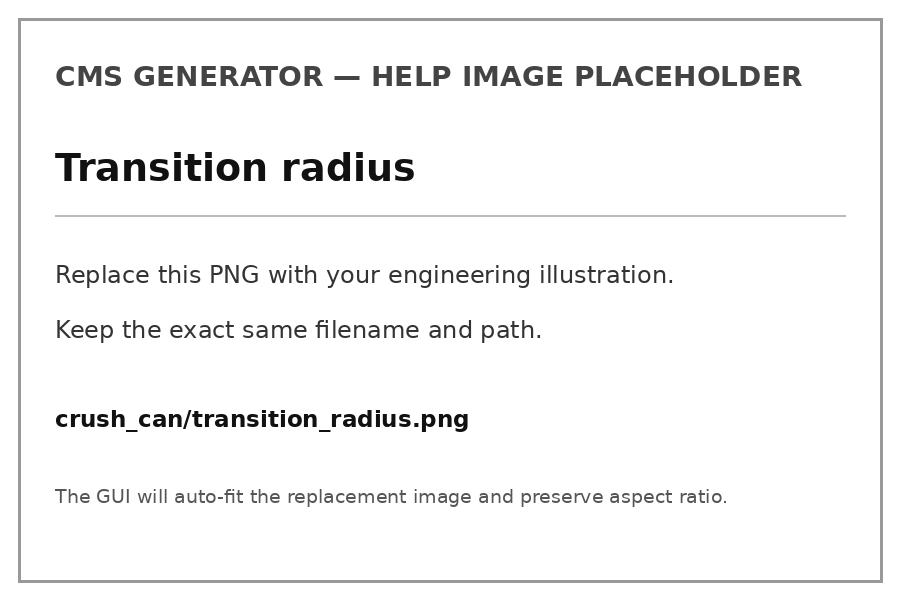 CMS GENERATOR — HELP IMAGE PLACEHOLDER
Transition radius
Replace this PNG with your engineering illustration.
Keep the exact same filename and path.
crush_can/transition_radius.png
The GUI will auto-fit the replacement image and preserve aspect ratio.